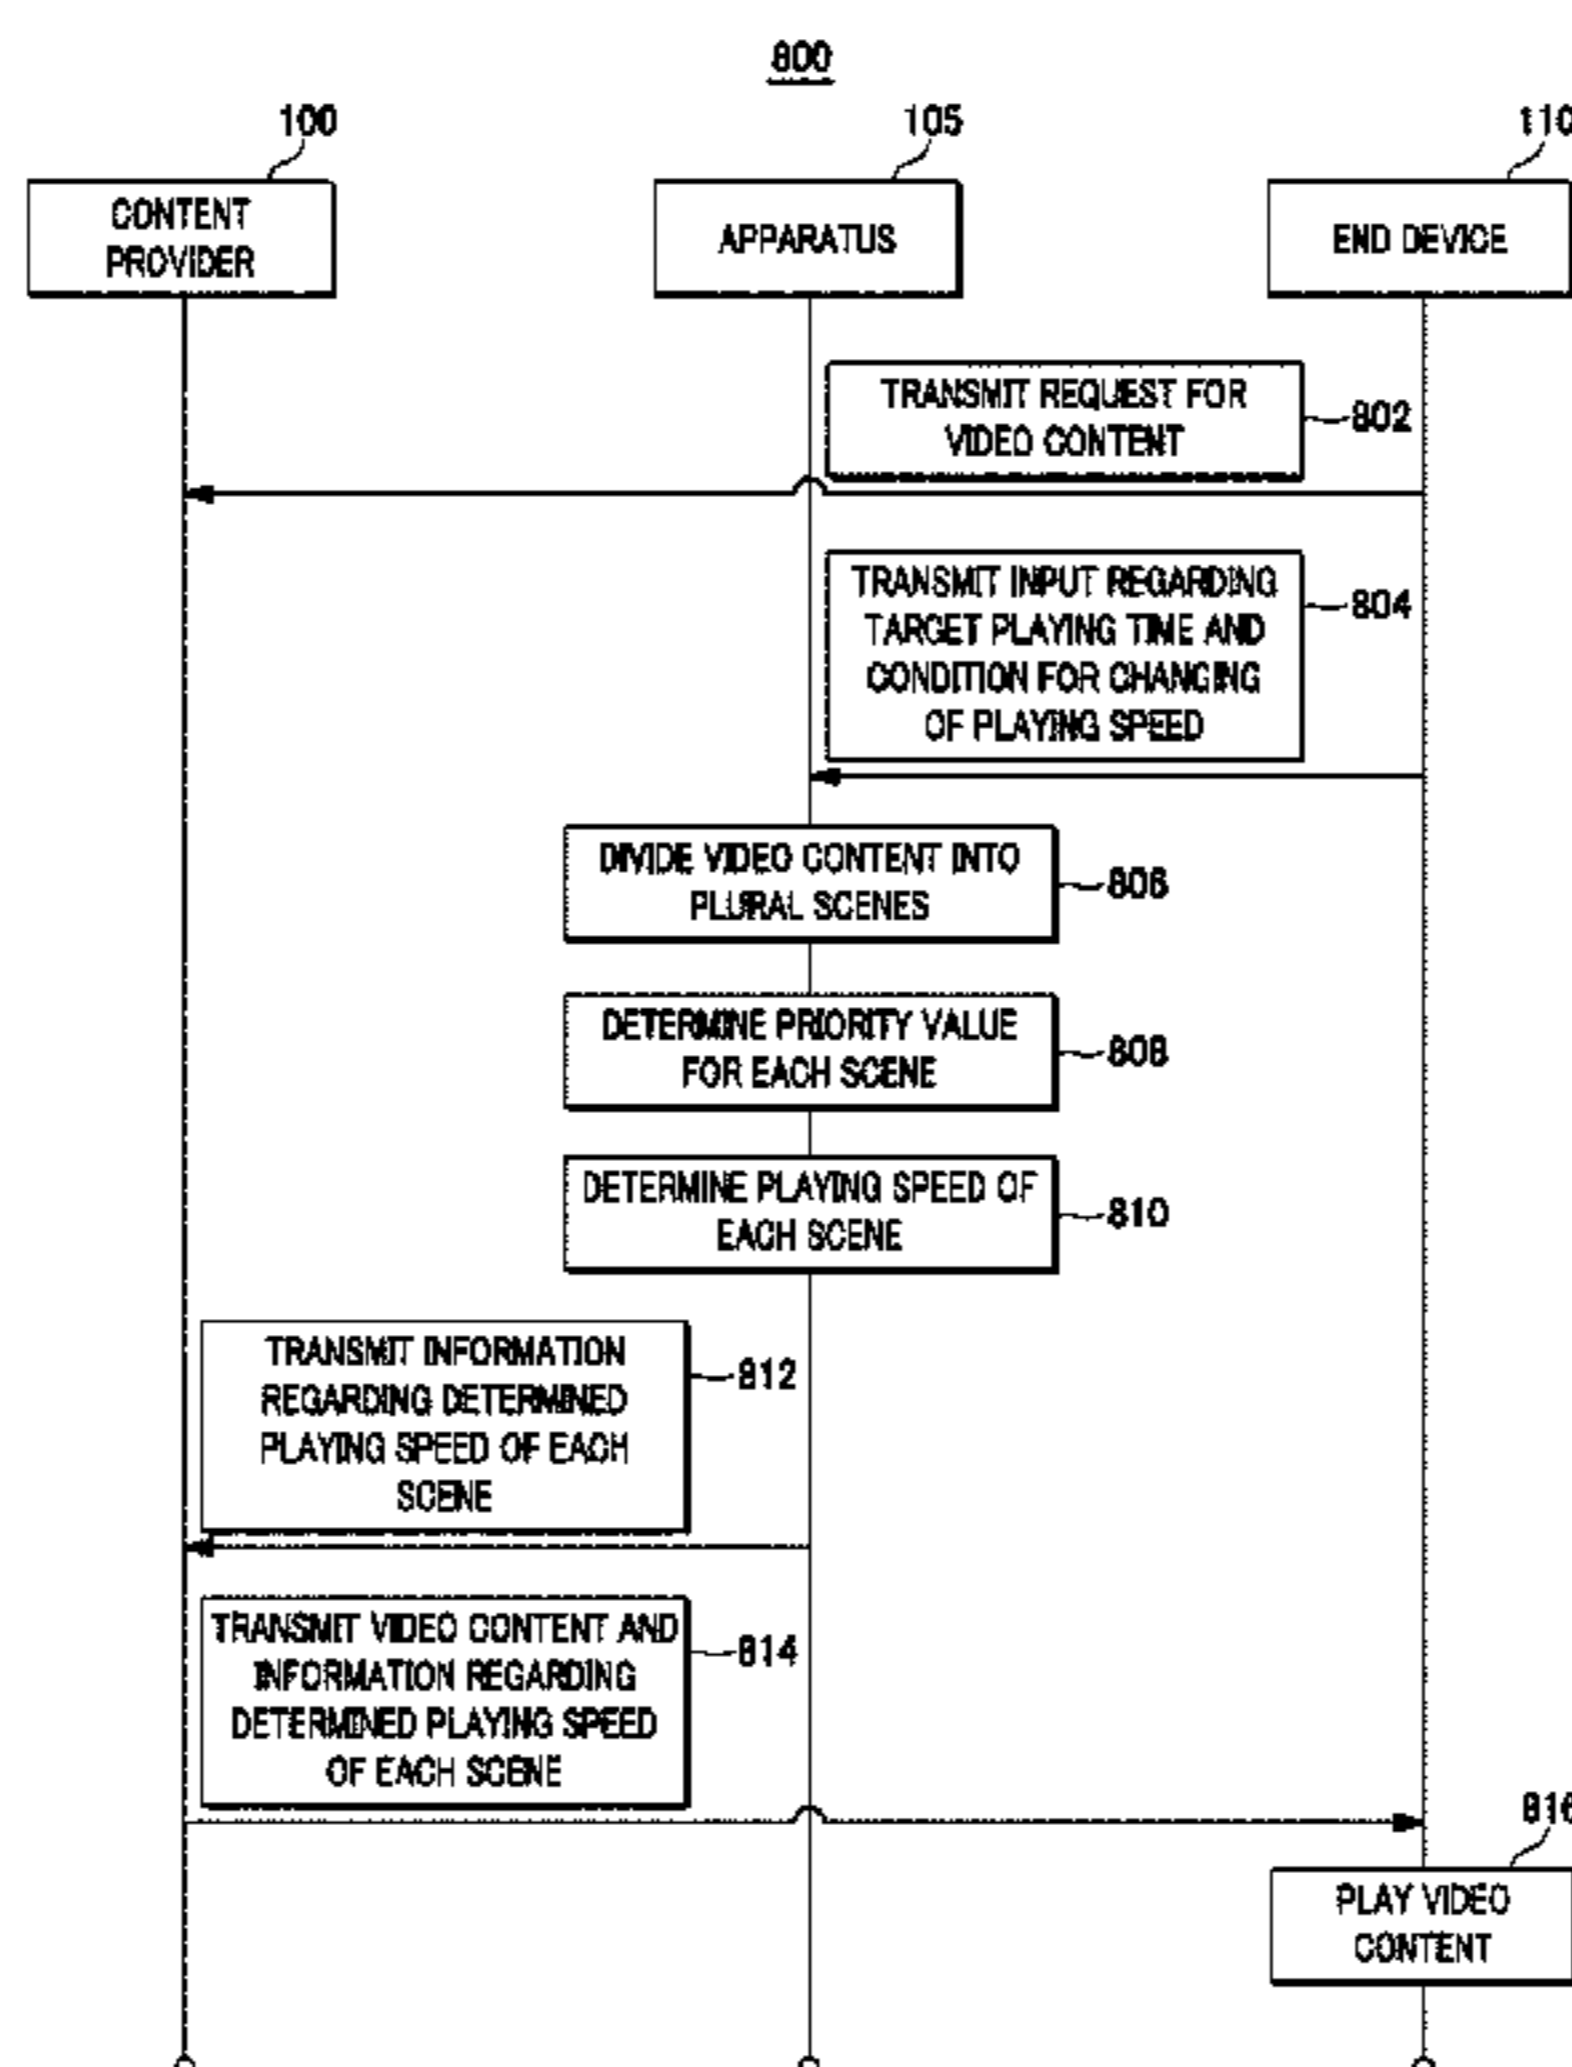 800
100
105
110
CONTENT
PROVIDER
APPARATUS
END DEVICE
TRANSMIT REQUEST FOR
VIDEO CONTENT
802
TRANSMIT INPUT REGARDING
TARGET PLAYING TIME AND
CONDITION FOR CHANGING
OF PLAYING SPEED
804
DIVIDE VIDEO CONTENT INTO
PLURAL SCENES
806
DETERMINE PRIORITY VALUE
FOR EACH SCENE
808
DETERMINE PLAYING SPEED OF
EACH SCENE
810
TRANSMIT INFORMATION
REGARDING DETERMINED
PLAYING SPEED OF EACH
SCENE
812
TRANSMIT VIDEO CONTENT AND
INFORMATION REGARDING
DETERMINED PLAYING SPEED
OF EACH SCENE
814
816
PLAY VIDEO
CONTENT